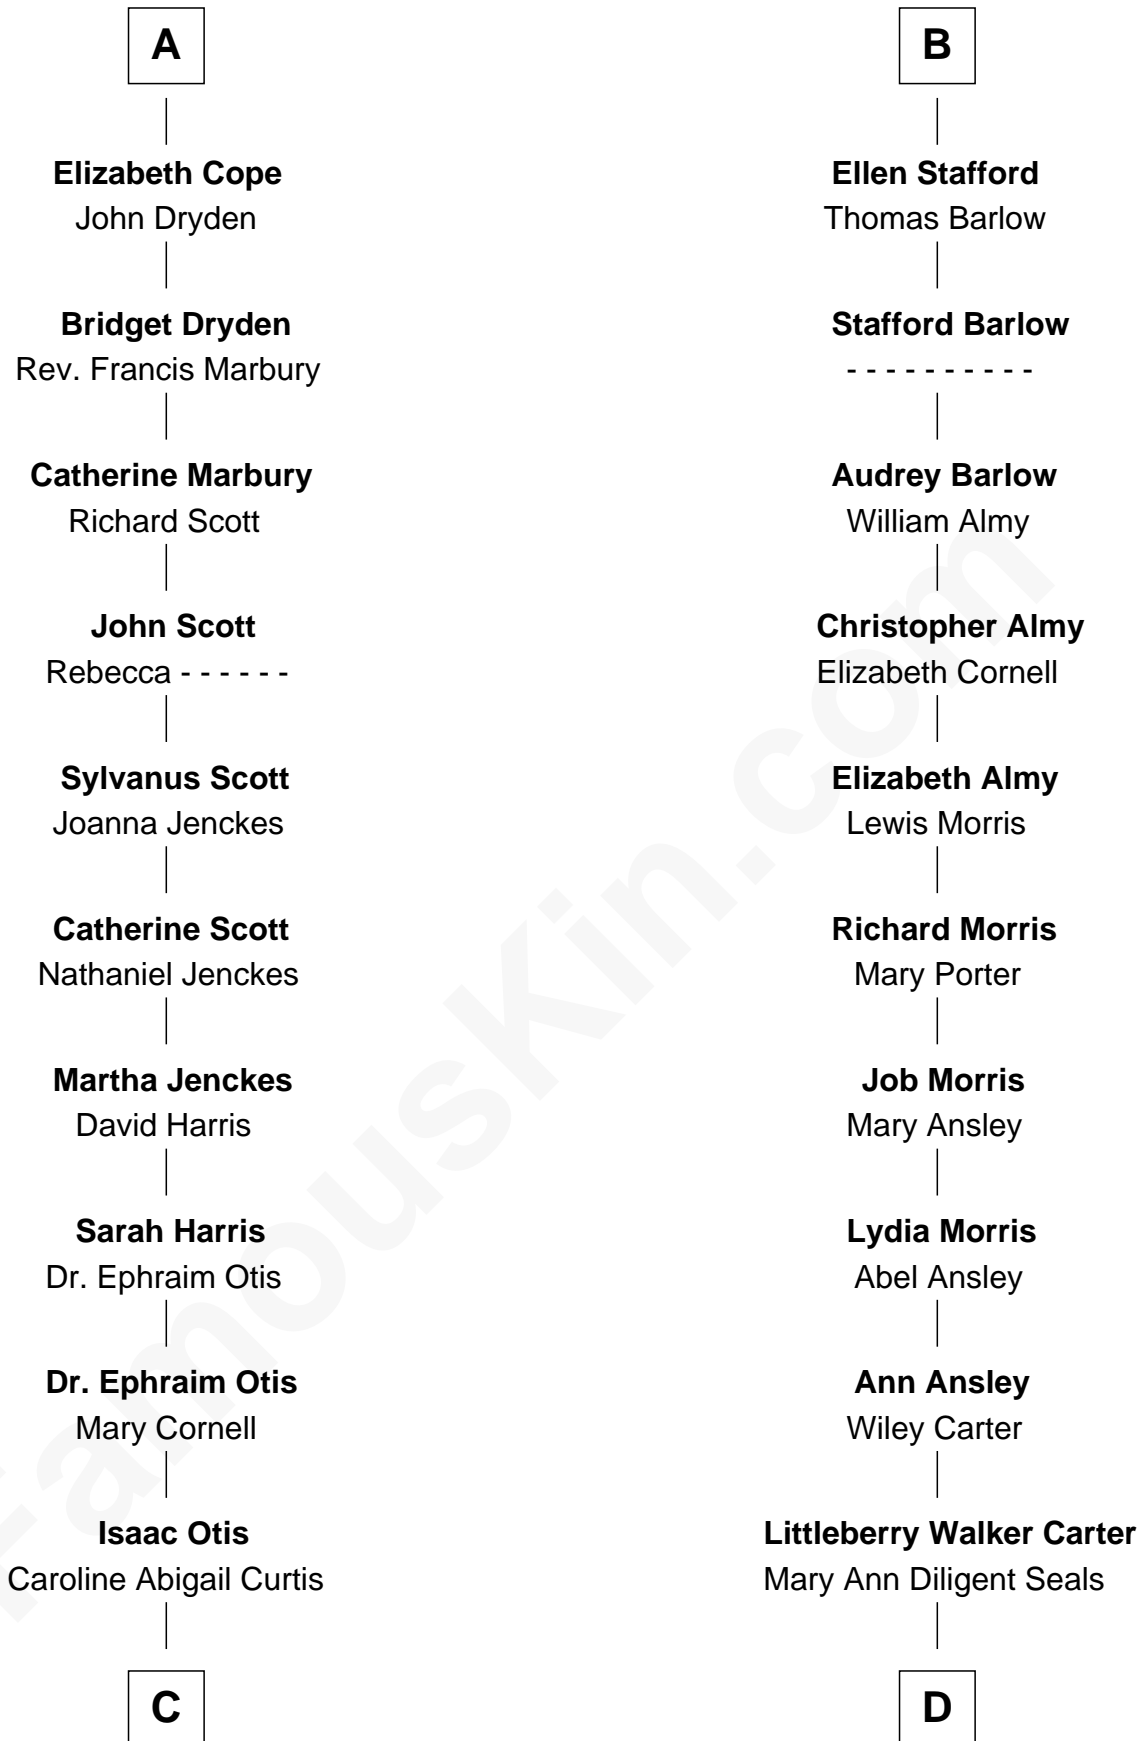 A
Elizabeth Cope
John Dryden
Bridget Dryden
Rev. Francis Marbury
Catherine Marbury
Richard Scott
John Scott
Rebecca - - - - - -
Sylvanus Scott
Joanna Jenckes
Catherine Scott
Nathaniel Jenckes
Martha Jenckes
David Harris
Sarah Harris
Dr. Ephraim Otis
Dr. Ephraim Otis
Mary Cornell
Isaac Otis
Caroline Abigail Curtis
C
B
Ellen Stafford
Thomas Barlow
Stafford Barlow
- - - - - - - - - -
Audrey Barlow
William Almy
Christopher Almy
Elizabeth Cornell
Elizabeth Almy
Lewis Morris
Richard Morris
Mary Porter
Job Morris
Mary Ansley
Lydia Morris
Abel Ansley
Ann Ansley
Wiley Carter
Littleberry Walker Carter
Mary Ann Diligent Seals
D
FamousKin.com